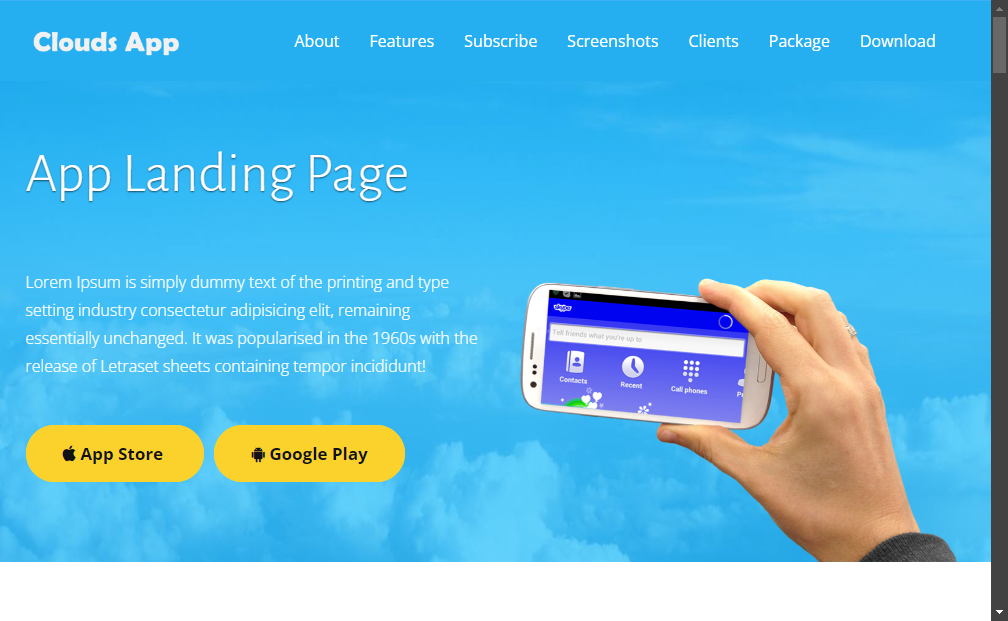 Clouds App
About Features Subscribe Screenshots Clients Package Download
App Landing Page
Lorem Ipsum is simply dummy text of the printing and type
setting industry consectetur adipisicing elit, remaining
essentially unchanged. It was popularised in the 1960s with the
release of Letraset sheets containing tempor incididunt!
skype
Tell friends what you're up to
Contacts
Recent
Call phones
App Store
Google Play